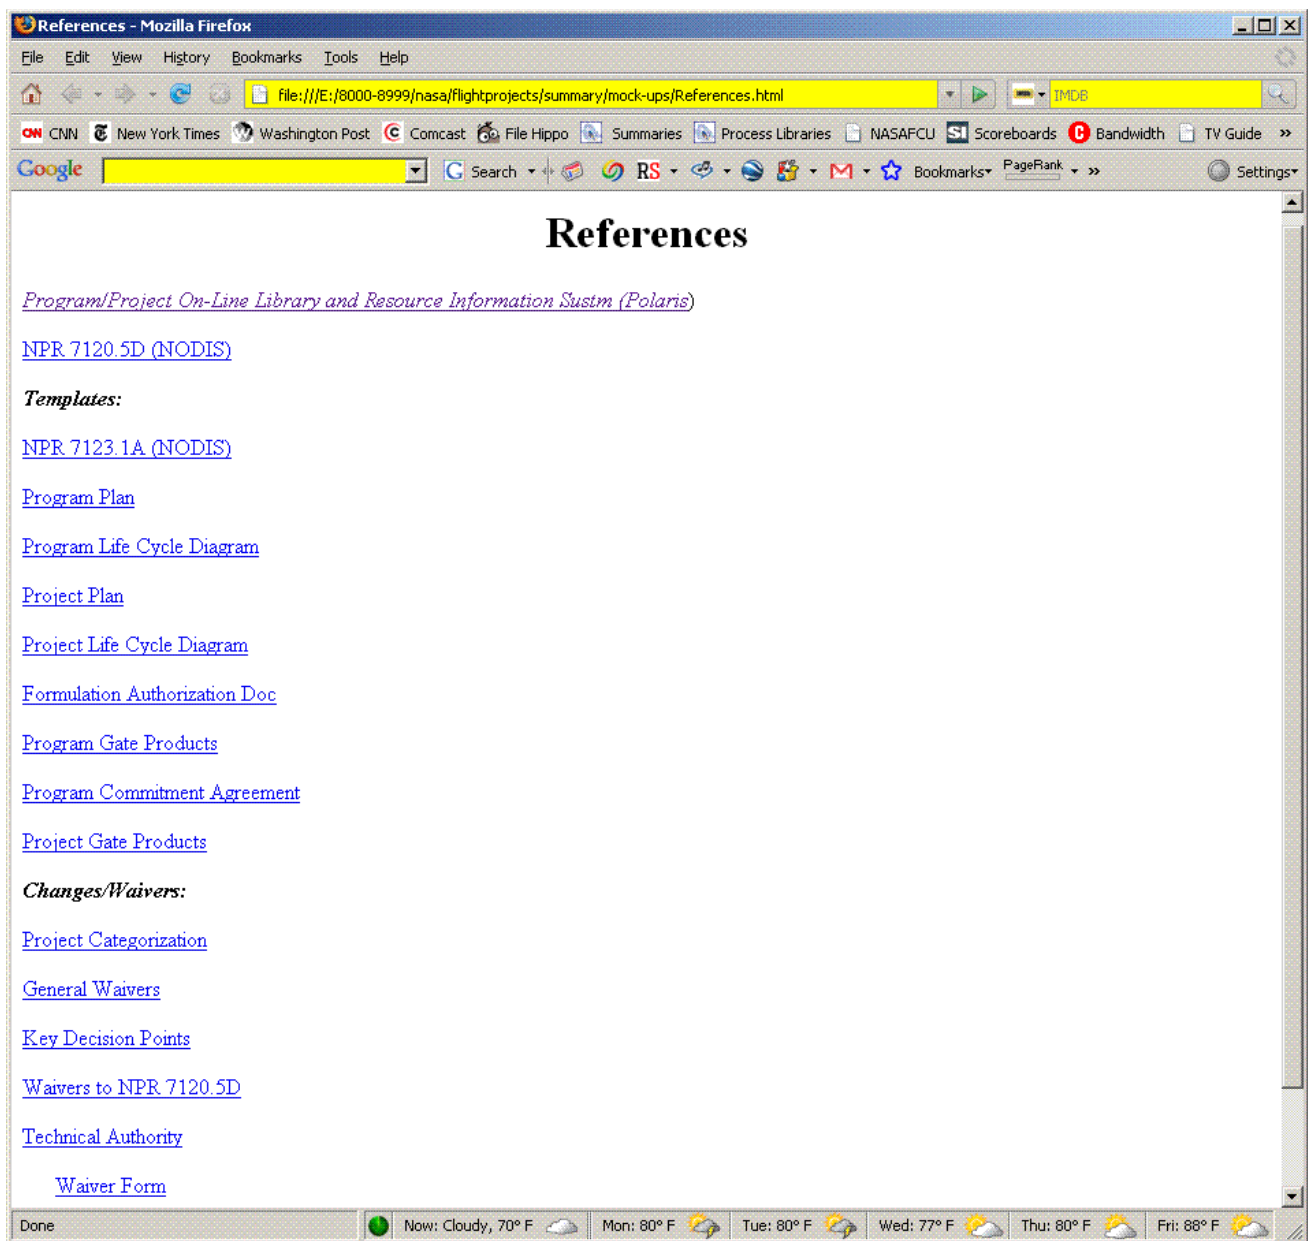 References - Mozilla Firefox
File Edit View History Bookmarks Tools Help
file:///E:/8000-8999/nasa/flightprojects/summary/mock-ups/References.html IMDB
CNN CNN New York Times Washington Post Comcast File Hippo Summaries Process Libraries NASAFCU SI Scoreboards Bandwidth TV Guide »
Google G Search RS M Bookmarks PageRank » Settings
References
Program/Project On-Line Library and Resource Information Sustm (Polaris)
NPR 7120.5D (NODIS)
Templates:
NPR 7123.1A (NODIS)
Program Plan
Program Life Cycle Diagram
Project Plan
Project Life Cycle Diagram
Formulation Authorization Doc
Program Gate Products
Program Commitment Agreement
Project Gate Products
Changes/Waivers:
Project Categorization
General Waivers
Key Decision Points
Waivers to NPR 7120.5D
Technical Authority
Waiver Form
Done Now: Cloudy, 70° F Mon: 80° F Tue: 80° F Wed: 77° F Thu: 80° F Fri: 88° F